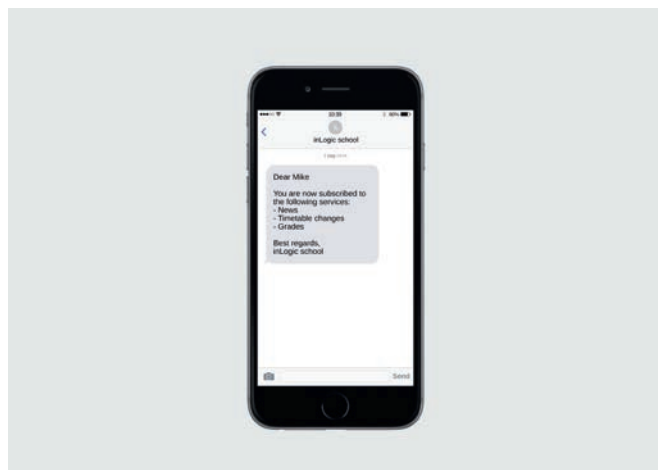 inLogic school
Dear Mike
You are now subscribed to
the following services:
- News
- Timetable changes
- Grades
Best regards,
inLogic school
Send